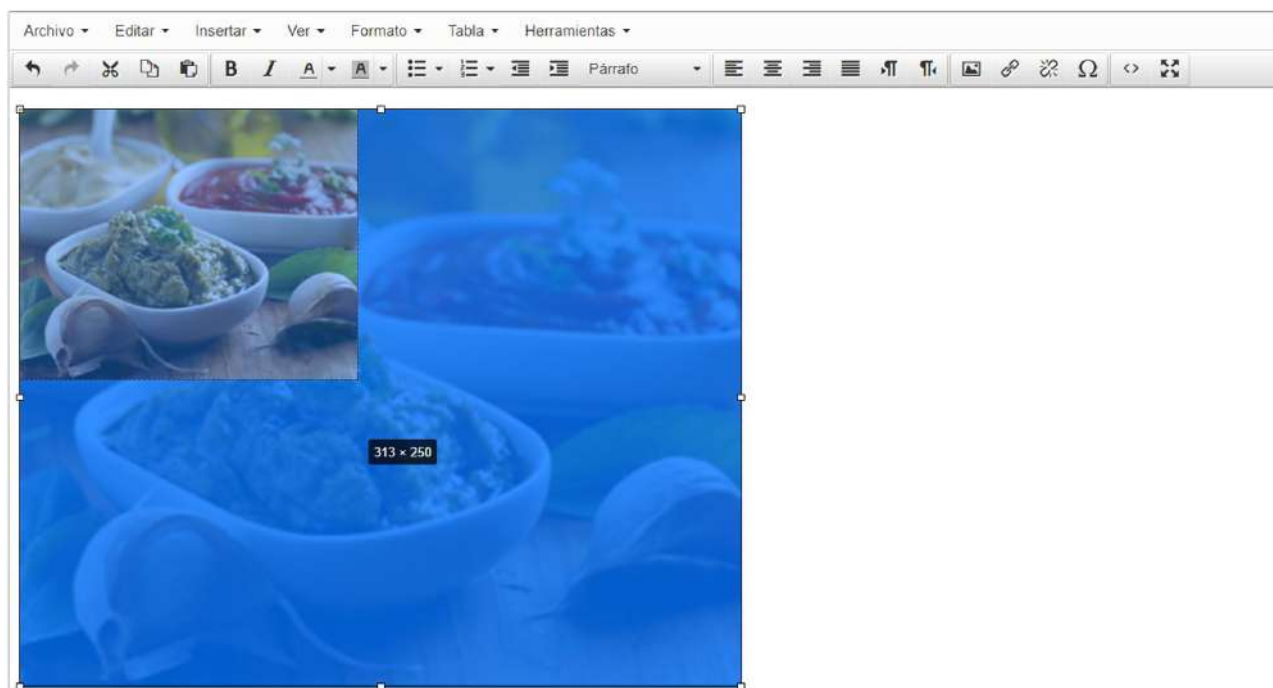 Archivo Editar Insertar Ver Formato Tabla Herramientas
B I A A Párrafo Ω
313 × 250